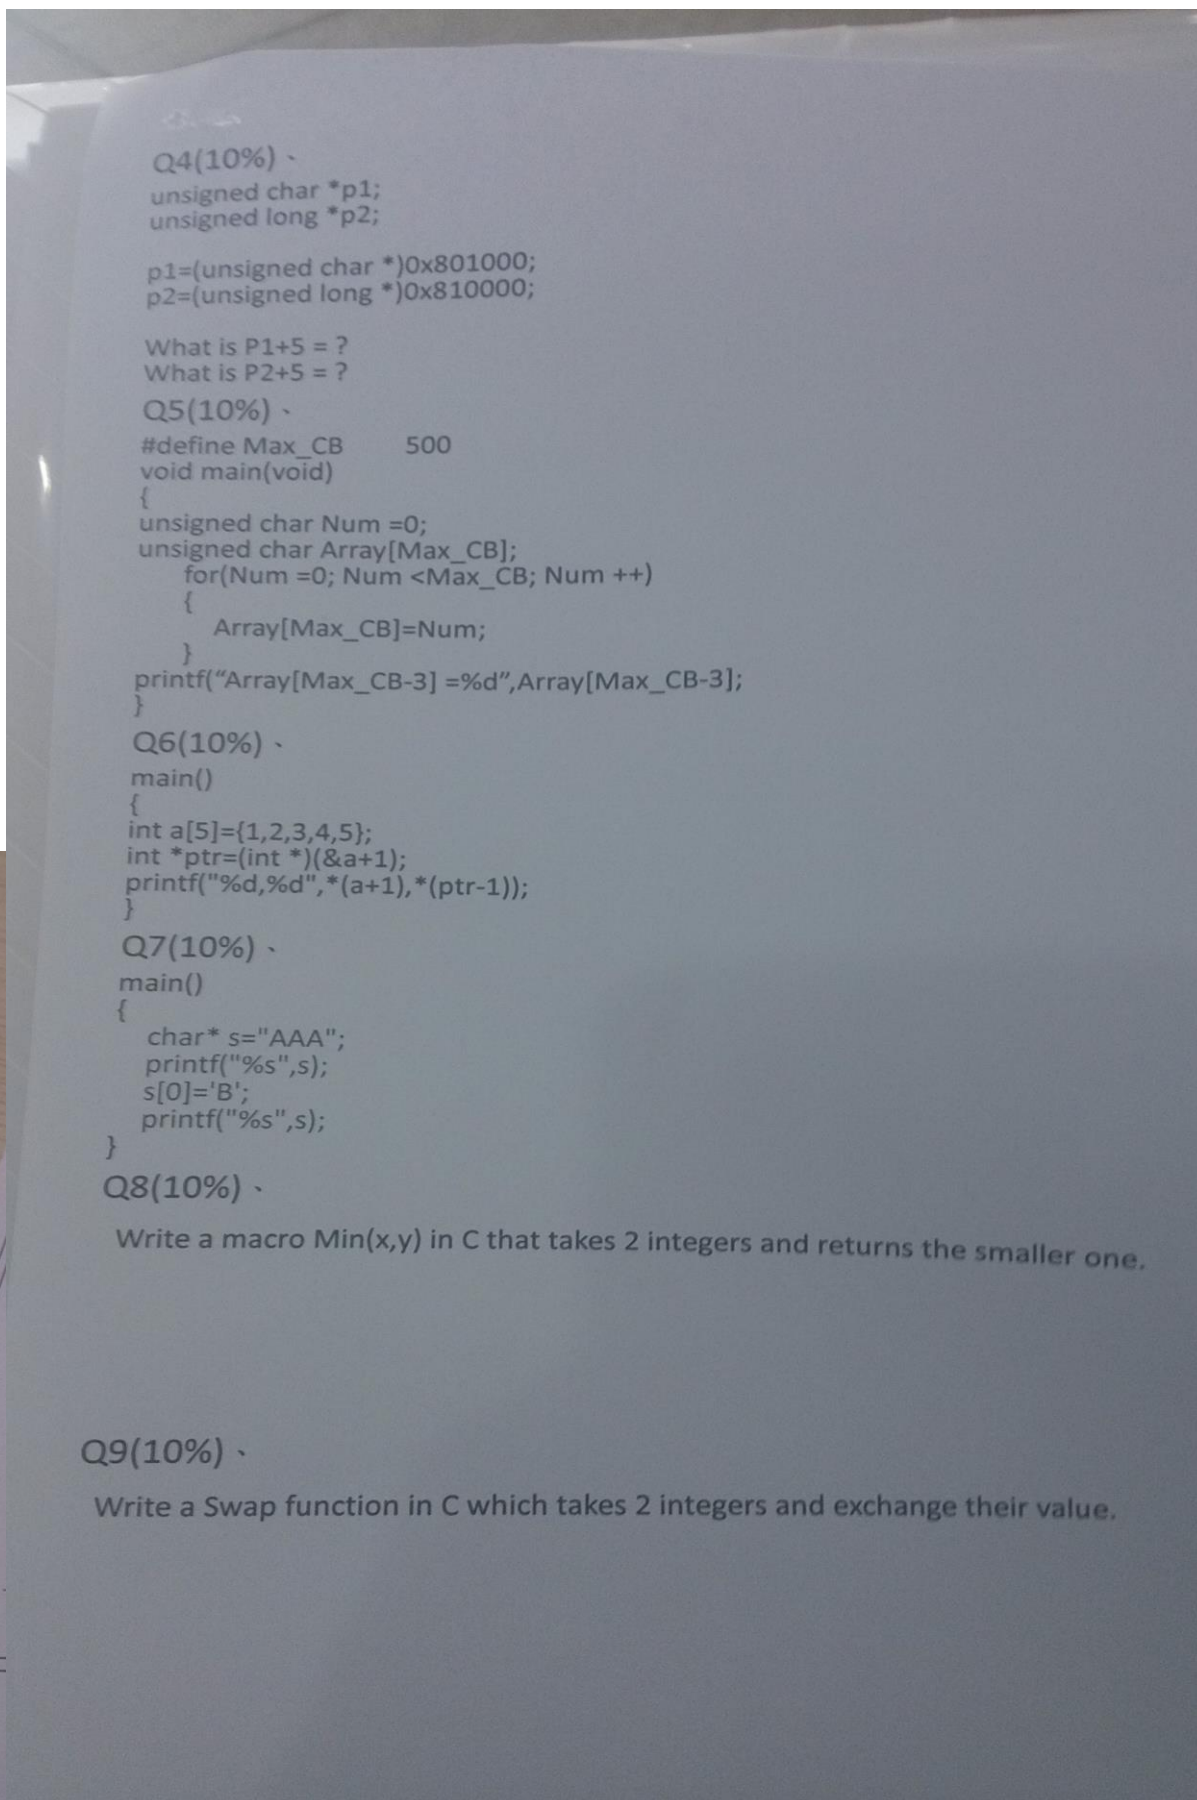 Q4(10%)、
unsigned char *p1;
unsigned long *p2;
p1=(unsigned char *)0x801000;
p2=(unsigned long *)0x810000;
What is P1+5 = ?
What is P2+5 = ?
Q5(10%)、
#define Max_CB 500
void main(void)
{
unsigned char Num =0;
unsigned char Array[Max_CB];
for(Num =0; Num <Max_CB; Num ++)
{
Array[Max_CB]=Num;
}
printf(“Array[Max_CB-3] =%d”,Array[Max_CB-3];
}
Q6(10%)、
main()
{
int a[5]={1,2,3,4,5};
int *ptr=(int *)(&a+1);
printf("%d,%d",*(a+1),*(ptr-1));
}
Q7(10%)、
main()
{
char* s="AAA";
printf("%s",s);
s[0]='B';
printf("%s",s);
}
Q8(10%)、
Write a macro Min(x,y) in C that takes 2 integers and returns the smaller one.
Q9(10%)、
Write a Swap function in C which takes 2 integers and exchange their value.